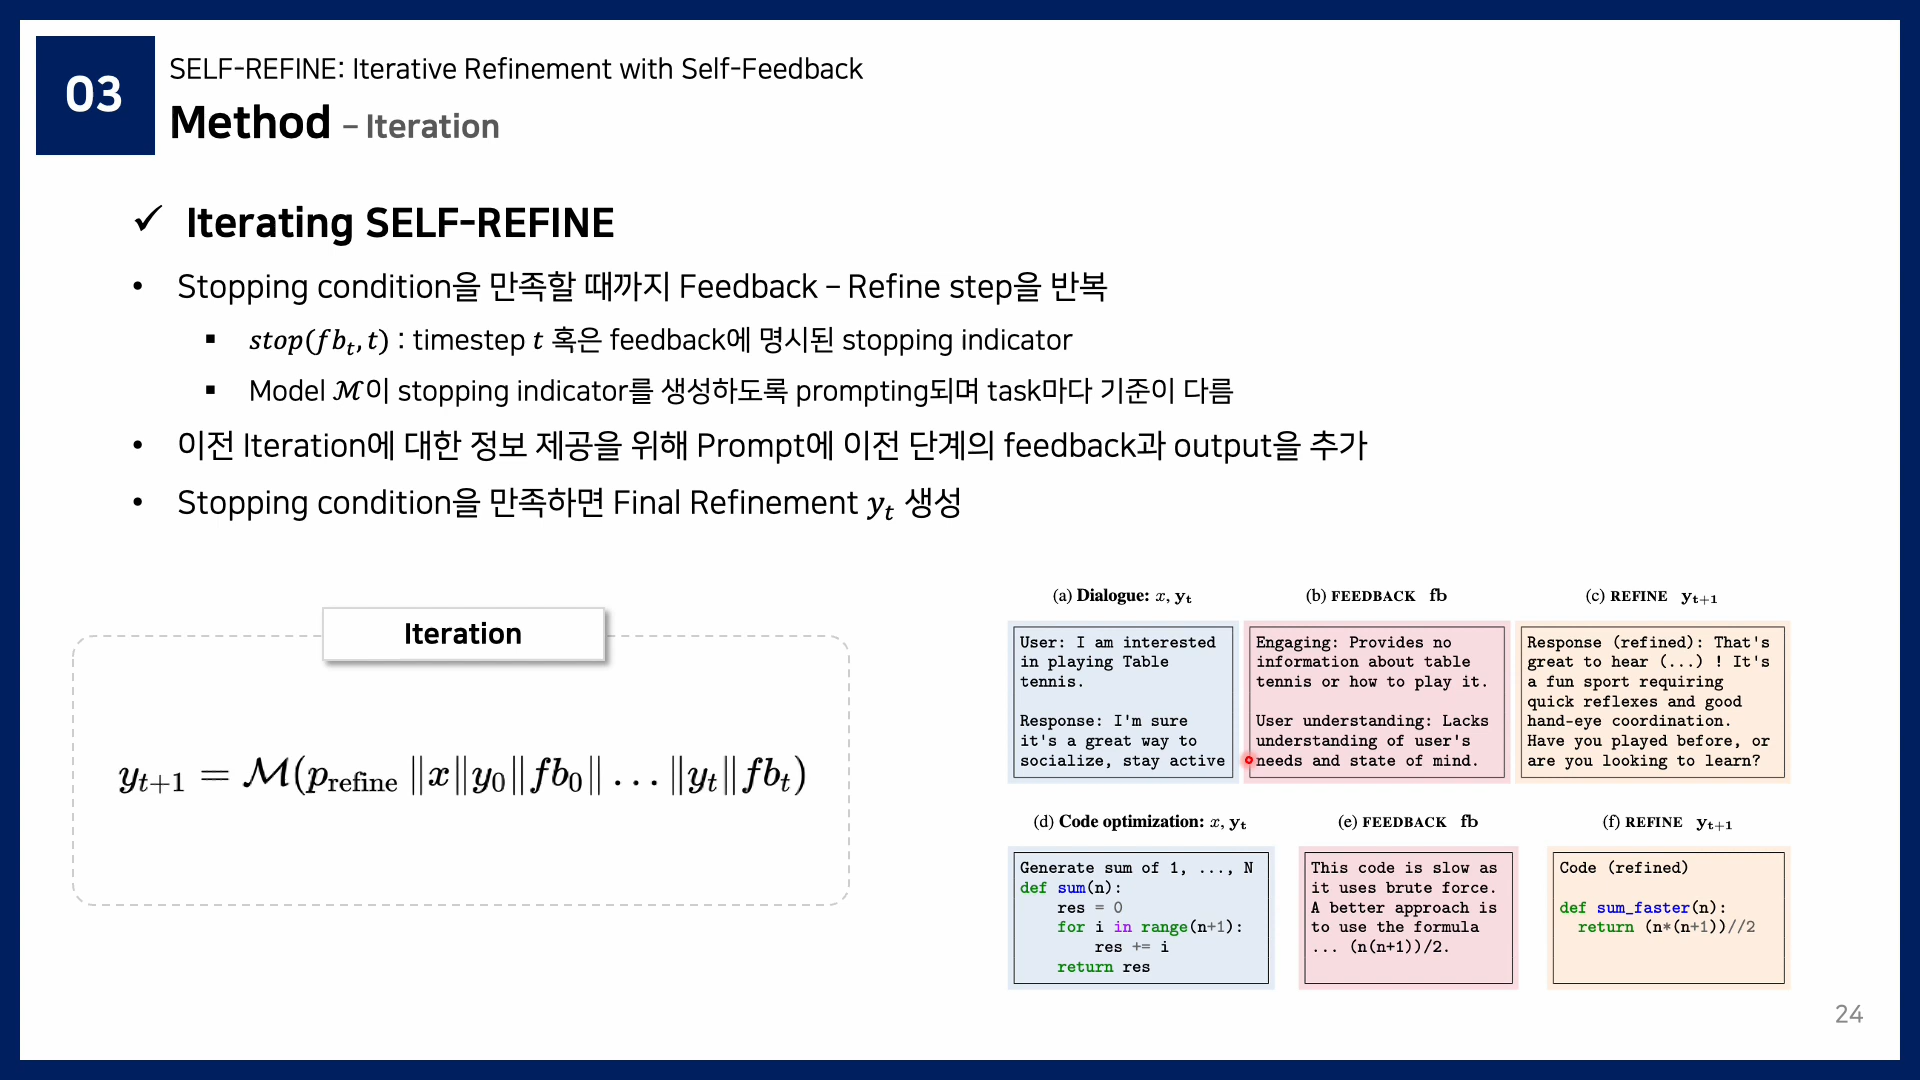 03
SELF-REFINE: Iterative Refinement with Self-Feedback
Method – Iteration
✓ Iterating SELF-REFINE
• Stopping condition을 만족할 때까지 Feedback – Refine step을 반복
▪ stop(fb_t, t) : timestep t 혹은 feedback에 명시된 stopping indicator
▪ Model ℳ이 stopping indicator를 생성하도록 prompting되며 task마다 기준이 다름
• 이전 Iteration에 대한 정보 제공을 위해 Prompt에 이전 단계의 feedback과 output을 추가
• Stopping condition을 만족하면 Final Refinement y_t 생성
Iteration
y_{t+1} = ℳ(p_refine ∥x∥y_0∥fb_0∥ … ∥y_t∥fb_t)
(a) Dialogue: x, y_t
User: I am interested
in playing Table
tennis.
Response: I'm sure
it's a great way to
socialize, stay active
(b) FEEDBACK fb
Engaging: Provides no
information about table
tennis or how to play it.
User understanding: Lacks
understanding of user's
needs and state of mind.
(c) REFINE y_{t+1}
Response (refined): That's
great to hear (...) ! It's
a fun sport requiring
quick reflexes and good
hand-eye coordination.
Have you played before, or
are you looking to learn?
(d) Code optimization: x, y_t
Generate sum of 1, ..., N
def sum(n):
    res = 0
    for i in range(n+1):
        res += i
    return res
(e) FEEDBACK fb
This code is slow as
it uses brute force.
A better approach is
to use the formula
... (n(n+1))/2.
(f) REFINE y_{t+1}
Code (refined)
def sum_faster(n):
  return (n*(n+1))//2
24